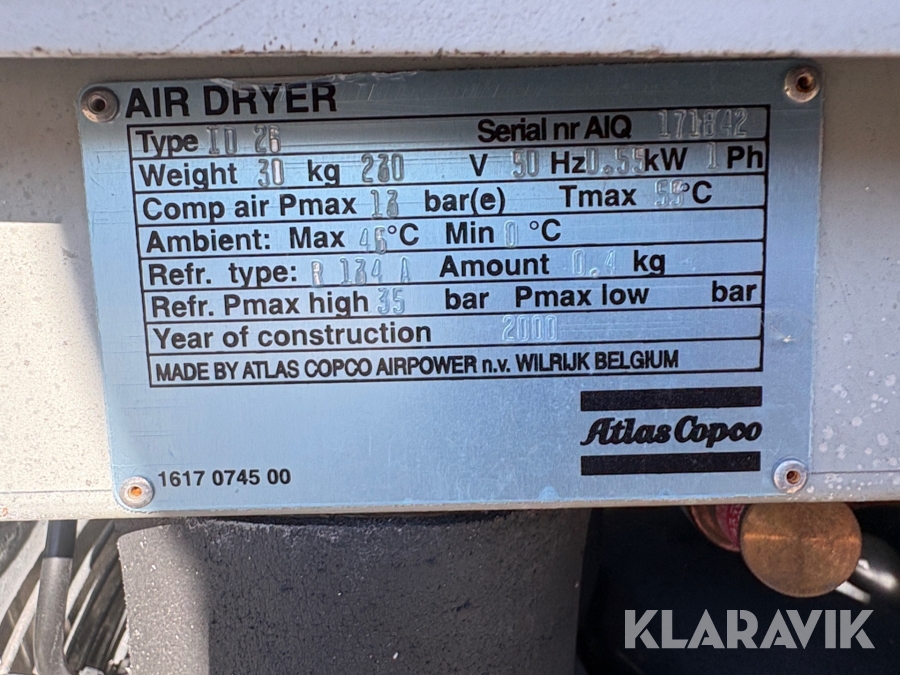 AIR DRYER
Type ID 26 Serial nr AIQ 171842
Weight 30 kg 230 V 50 Hz 0.55 kW 1 Ph
Comp air Pmax 13 bar(e) Tmax 55°C
Ambient: Max 45°C Min 0 °C
Refr. type: R 134 A Amount 0,4 kg
Refr. Pmax high 35 bar Pmax low bar
Year of construction 2000
MADE BY ATLAS COPCO AIRPOWER n.v. WILRIJK BELGIUM
Atlas Copco
1617 0745 00
KLARAVIK